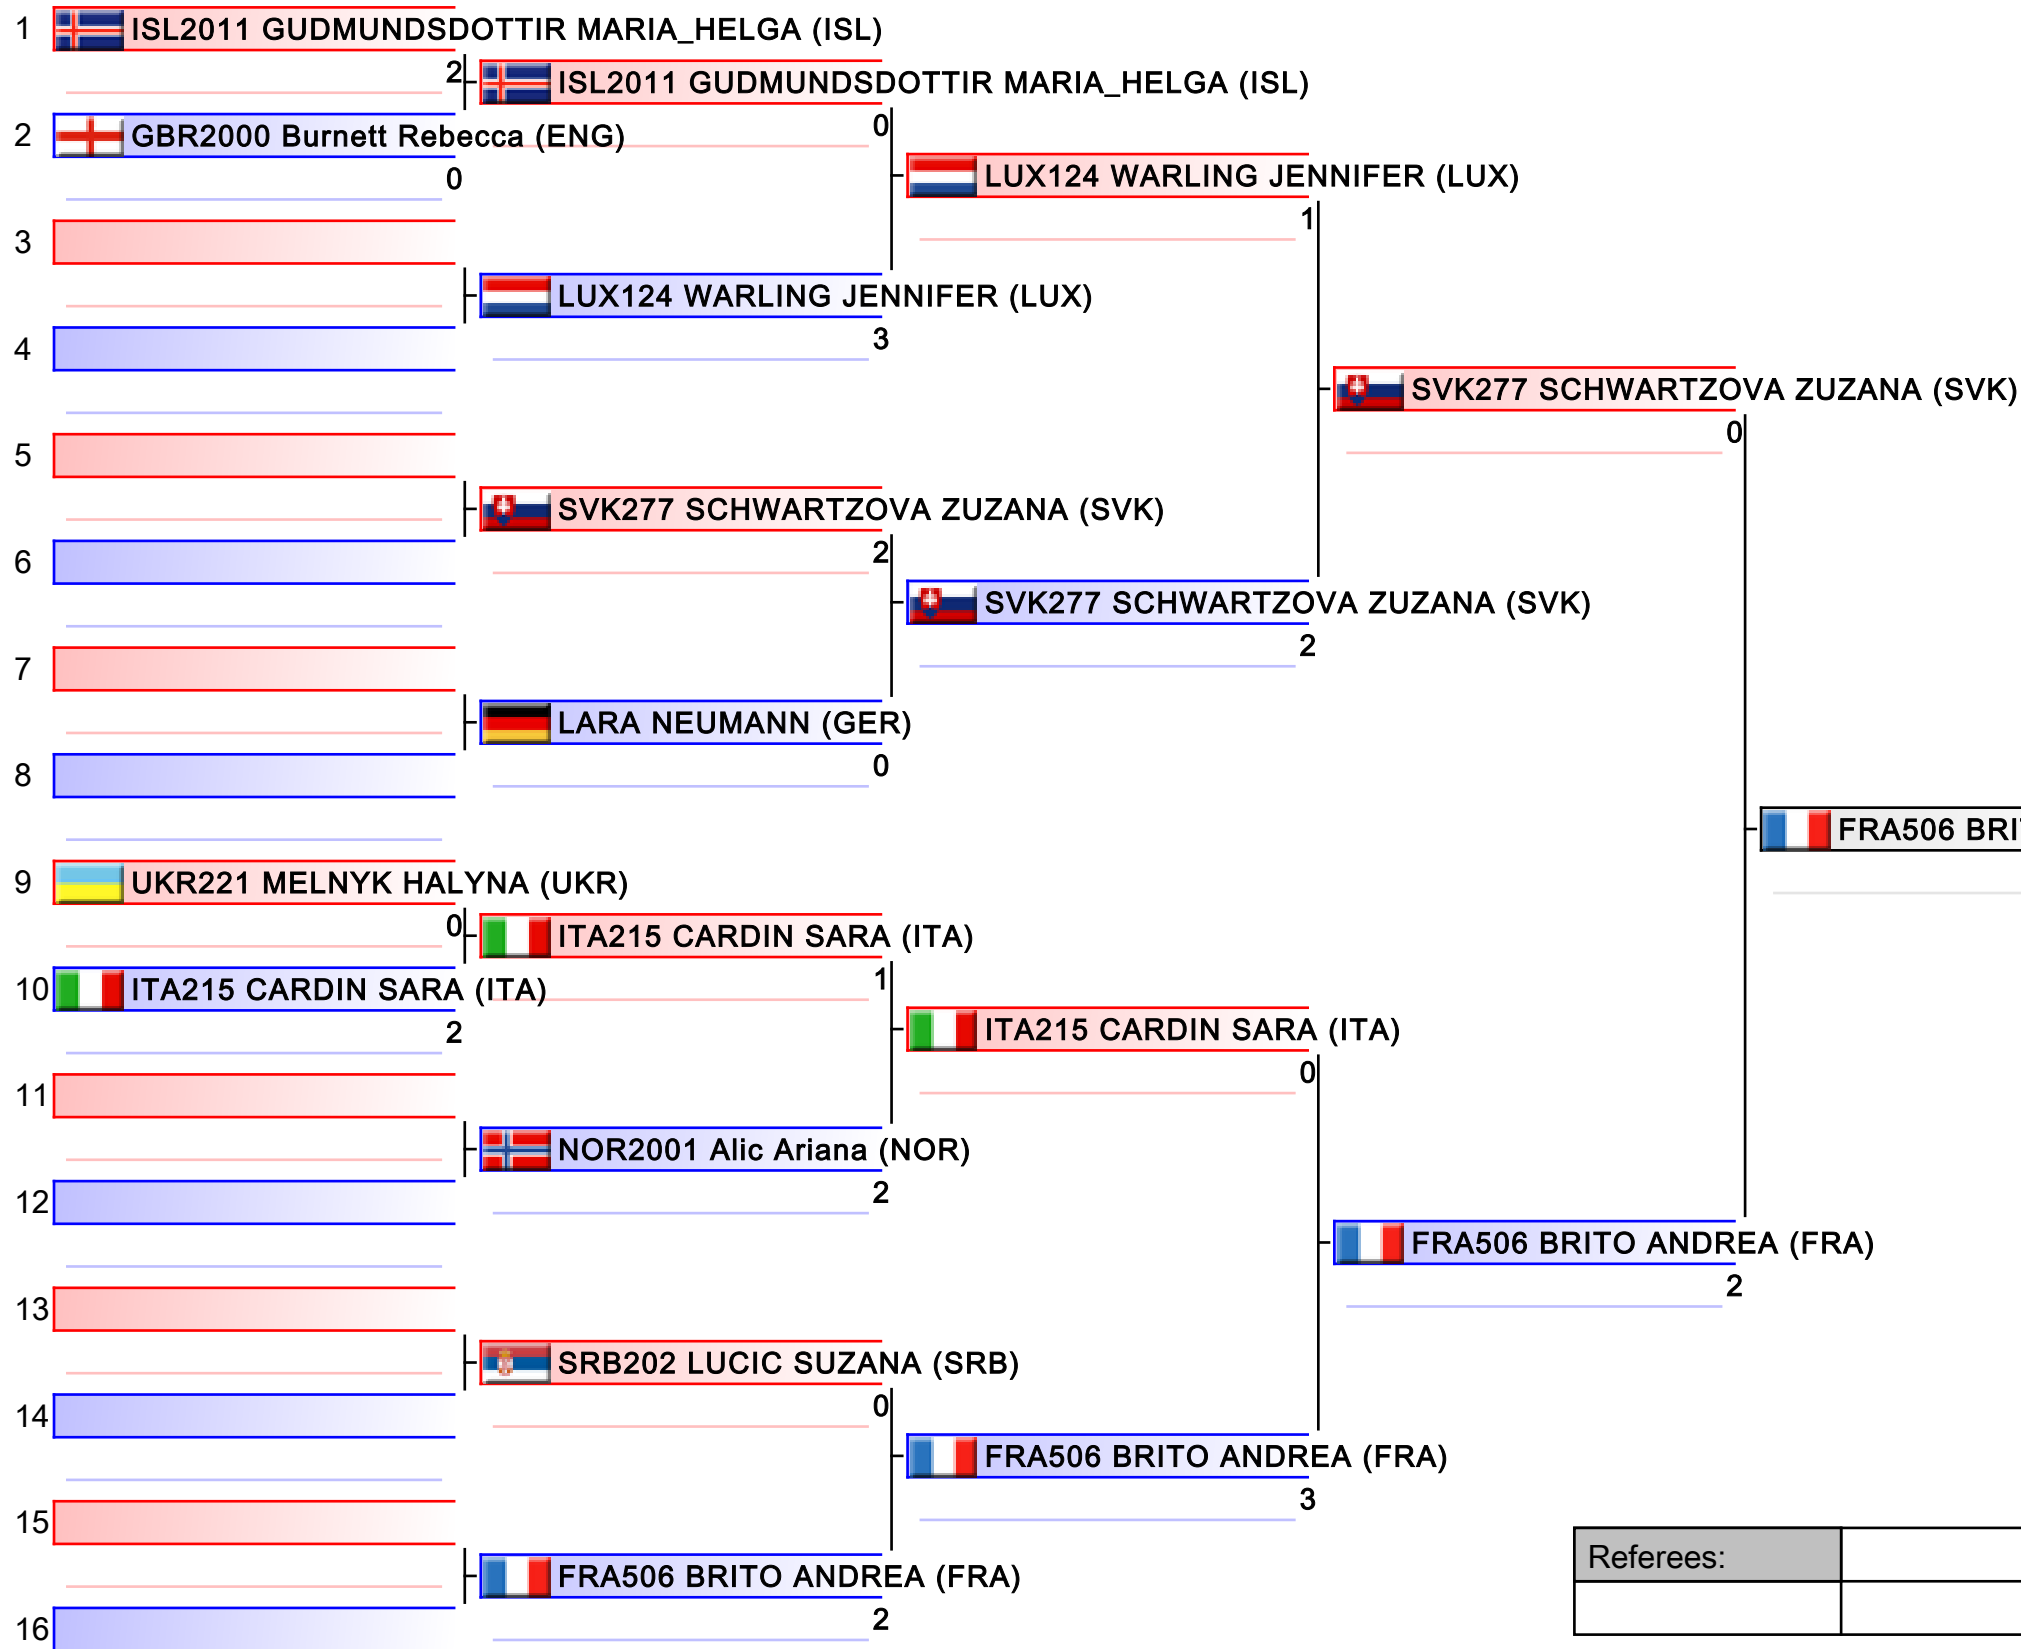 1 ISL2011 GUDMUNDSDOTTIR MARIA_HELGA (ISL)
2 ISL2011 GUDMUNDSDOTTIR MARIA_HELGA (ISL)
0
2 GBR2000 Burnett Rebecca (ENG)
0
LUX124 WARLING JENNIFER (LUX)
1
3
LUX124 WARLING JENNIFER (LUX)
3
4
SVK277 SCHWARTZOVA ZUZANA (SVK)
0
5
SVK277 SCHWARTZOVA ZUZANA (SVK)
2
6
SVK277 SCHWARTZOVA ZUZANA (SVK)
2
7
LARA NEUMANN (GER)
0
8
FRA506 BRI
9 UKR221 MELNYK HALYNA (UKR)
0
ITA215 CARDIN SARA (ITA)
1
10 ITA215 CARDIN SARA (ITA)
2
ITA215 CARDIN SARA (ITA)
0
11
NOR2001 Alic Ariana (NOR)
2
12
FRA506 BRITO ANDREA (FRA)
2
13
SRB202 LUCIC SUZANA (SRB)
0
14
FRA506 BRITO ANDREA (FRA)
3
15
FRA506 BRITO ANDREA (FRA)
2
16
Referees: